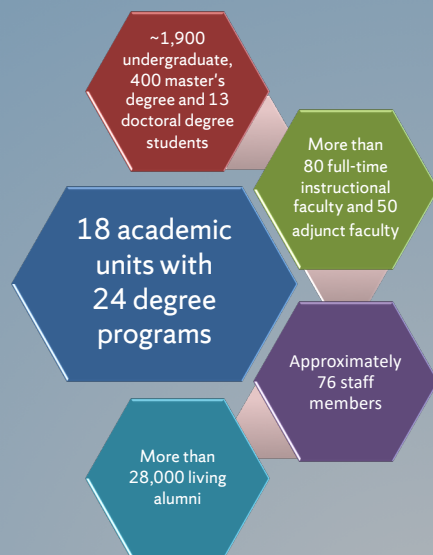 ~1,900
undergraduate,
400 master's
degree and 13
doctoral degree
students
More than
80 full-time
instructional
faculty and 50
adjunct faculty
18 academic
units with
24 degree
programs
Approximately
76 staff
members
More than
28,000 living
alumni